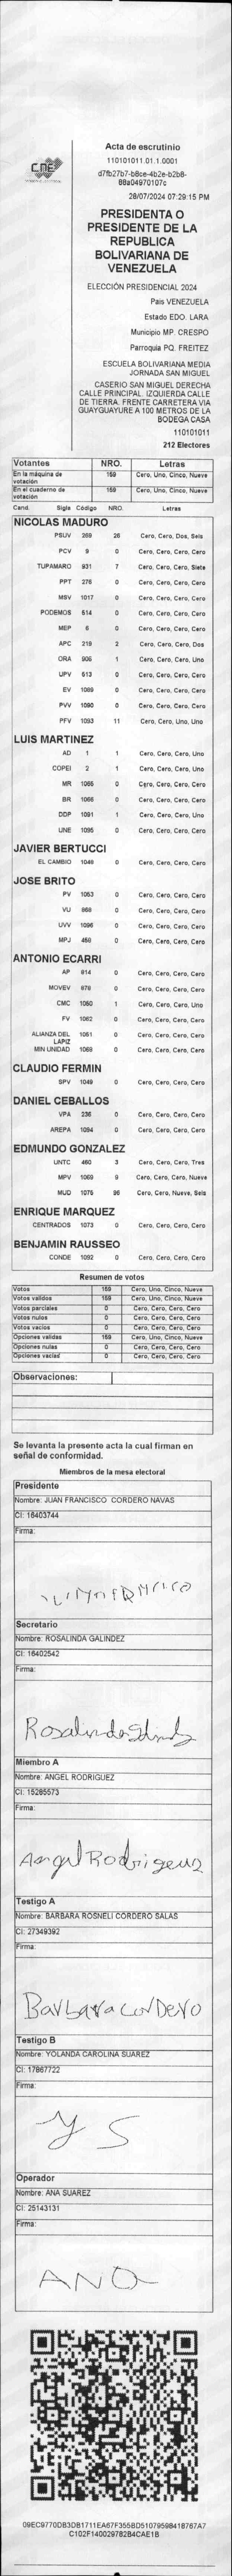 CNE
Acta de escrutinio
110101011.01.1.0001
d7fb27b7-b8ce-4b2e-b2b8-
88a04970107c
28/07/2024 07:29:15 PM
PRESIDENTA O
PRESIDENTE DE LA
REPUBLICA
BOLIVARIANA DE
VENEZUELA
ELECCIÓN PRESIDENCIAL 2024
Pais VENEZUELA
Estado EDO. LARA
Municipio MP. CRESPO
Parroquia PQ. FREITEZ
ESCUELA BOLIVARIANA MEDIA
JORNADA SAN MIGUEL
CASERIO SAN MIGUEL DERECHA
CALLE PRINCIPAL. IZQUIERDA CALLE
DE TIERRA. FRENTE CARRETERA VIA
GUAYGUAYURE A 100 METROS DE LA
BODEGA CASA
110101011
212 Electores
Votantes NRO. Letras
En la máquina de votación 159 Cero, Uno, Cinco, Nueve
En el cuaderno de votación 159 Cero, Uno, Cinco, Nueve
Cand. Sigla Código NRO. Letras
NICOLAS MADURO
PSUV 269 26 Cero, Cero, Dos, Seis
PCV 9 0 Cero, Cero, Cero, Cero
TUPAMARO 931 7 Cero, Cero, Cero, Siete
PPT 276 0 Cero, Cero, Cero, Cero
MSV 1017 0 Cero, Cero, Cero, Cero
PODEMOS 514 0 Cero, Cero, Cero, Cero
MEP 6 0 Cero, Cero, Cero, Cero
APC 219 2 Cero, Cero, Cero, Dos
ORA 906 1 Cero, Cero, Cero, Uno
UPV 513 0 Cero, Cero, Cero, Cero
EV 1089 0 Cero, Cero, Cero, Cero
PVV 1090 0 Cero, Cero, Cero, Cero
PFV 1093 11 Cero, Cero, Uno, Uno
LUIS MARTINEZ
AD 1 1 Cero, Cero, Cero, Uno
COPEI 2 1 Cero, Cero, Cero, Uno
MR 1065 0 Cero, Cero, Cero, Cero
BR 1066 0 Cero, Cero, Cero, Cero
DDP 1091 1 Cero, Cero, Cero, Uno
UNE 1095 0 Cero, Cero, Cero, Cero
JAVIER BERTUCCI
EL CAMBIO 1048 0 Cero, Cero, Cero, Cero
JOSE BRITO
PV 1053 0 Cero, Cero, Cero, Cero
VU 868 0 Cero, Cero, Cero, Cero
UVV 1096 0 Cero, Cero, Cero, Cero
MPJ 459 0 Cero, Cero, Cero, Cero
ANTONIO ECARRI
AP 914 0 Cero, Cero, Cero, Cero
MOVEV 878 0 Cero, Cero, Cero, Cero
CMC 1050 1 Cero, Cero, Cero, Uno
FV 1062 0 Cero, Cero, Cero, Cero
ALIANZA DEL LAPIZ 1051 0 Cero, Cero, Cero, Cero
MIN UNIDAD 1069 0 Cero, Cero, Cero, Cero
CLAUDIO FERMIN
SPV 1049 0 Cero, Cero, Cero, Cero
DANIEL CEBALLOS
VPA 236 0 Cero, Cero, Cero, Cero
AREPA 1094 0 Cero, Cero, Cero, Cero
EDMUNDO GONZALEZ
UNTC 460 3 Cero, Cero, Cero, Tres
MPV 1069 9 Cero, Cero, Cero, Nueve
MUD 1075 96 Cero, Cero, Nueve, Seis
ENRIQUE MARQUEZ
CENTRADOS 1073 0 Cero, Cero, Cero, Cero
BENJAMIN RAUSSEO
CONDE 1092 0 Cero, Cero, Cero, Cero
Resumen de votos
Votos 159 Cero, Uno, Cinco, Nueve
Votos validos 159 Cero, Uno, Cinco, Nueve
Votos parciales 0 Cero, Cero, Cero, Cero
Votos nulos 0 Cero, Cero, Cero, Cero
Votos vacios 0 Cero, Cero, Cero, Cero
Opciones validas 159 Cero, Uno, Cinco, Nueve
Opciones nulas 0 Cero, Cero, Cero, Cero
Opciones vacias 0 Cero, Cero, Cero, Cero
Observaciones:
Se levanta la presente acta la cual firman en
señal de conformidad.
Miembros de la mesa electoral
Presidente
Nombre: JUAN FRANCISCO CORDERO NAVAS
CI: 16403744
Firma:
Secretario
Nombre: ROSALINDA GALINDEZ
CI: 16402542
Firma:
Rosalinda
Miembro A
Nombre: ANGEL RODRIGUEZ
CI: 15265573
Firma:
Angel Rodrigeuz
Testigo A
Nombre: BARBARA ROSNELI CORDERO SALAS
CI: 27349392
Firma:
Barbara corDero
Testigo B
Nombre: YOLANDA CAROLINA SUAREZ
CI: 17867722
Firma:
Y S
Operador
Nombre: ANA SUAREZ
CI: 25143131
Firma:
ANA
09EC9770DB3DB1711EA67F355BD51079598418767A7
C102F140029782B4CAE1B